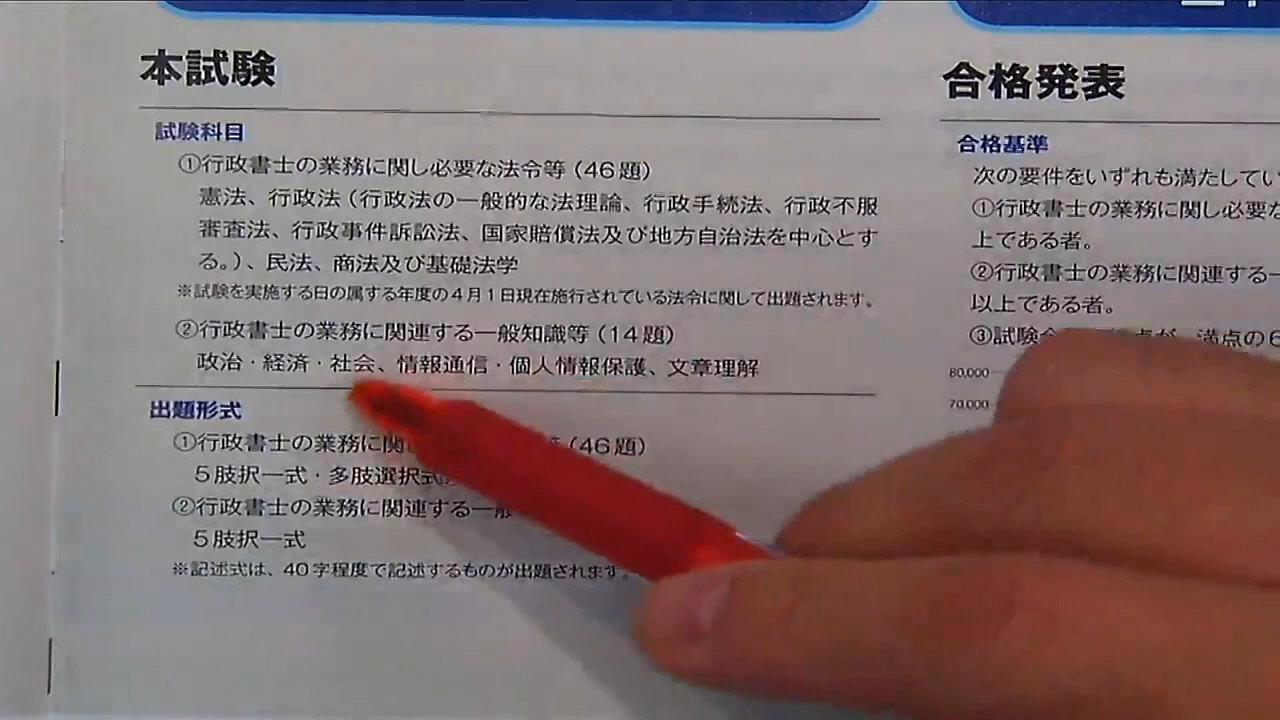 本試験
試験科目
①行政書士の業務に関し必要な法令等(46題)
憲法、行政法(行政法の一般的な法理論、行政手続法、行政不服
審査法、行政事件訴訟法、国家賠償法及び地方自治法を中心とす
る。)、民法、商法及び基礎法学
※試験を実施する日の属する年度の4月1日現在施行されている法令に関して出題されます。
②行政書士の業務に関連する一般知識等(14題)
政治・経済・社会、情報通信・個人情報保護、文章理解
出題形式
①行政書士の業務に関 等(46題)
5肢択一式・多肢選択式
②行政書士の業務に関連する一般
5肢択一式
※記述式は、40字程度で記述するものが出題されます。
合格発表
合格基準
次の要件をいずれも満たしてい
①行政書士の業務に関し必要な
上である者。
②行政書士の業務に関連する一
以上である者。
③試験 点が、満点の6
80,000
70,000